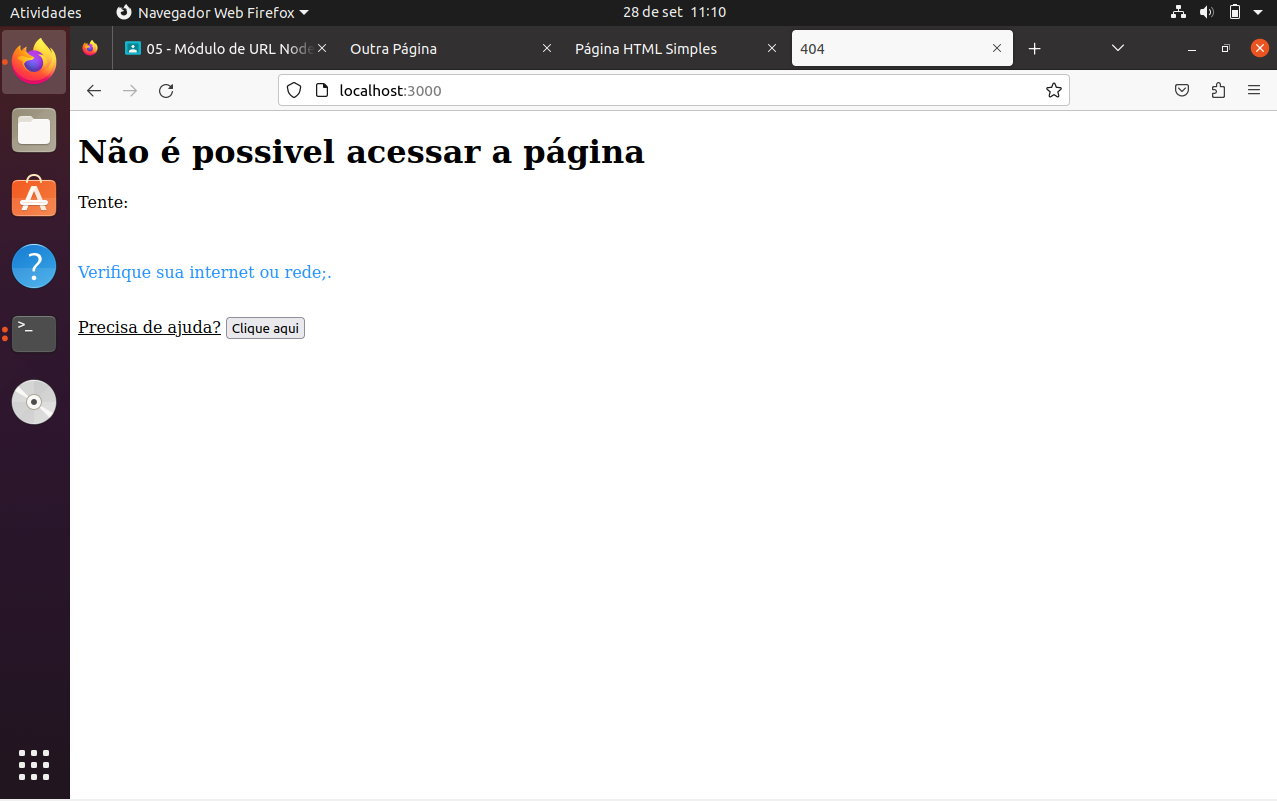 Atividades
Navegador Web Firefox
28 de set 11:10
05 - Módulo de URL Node
Outra Página
Página HTML Simples
404
localhost:3000
Não é possivel acessar a página
Tente:
Verifique sua internet ou rede;.
Precisa de ajuda? Clique aqui